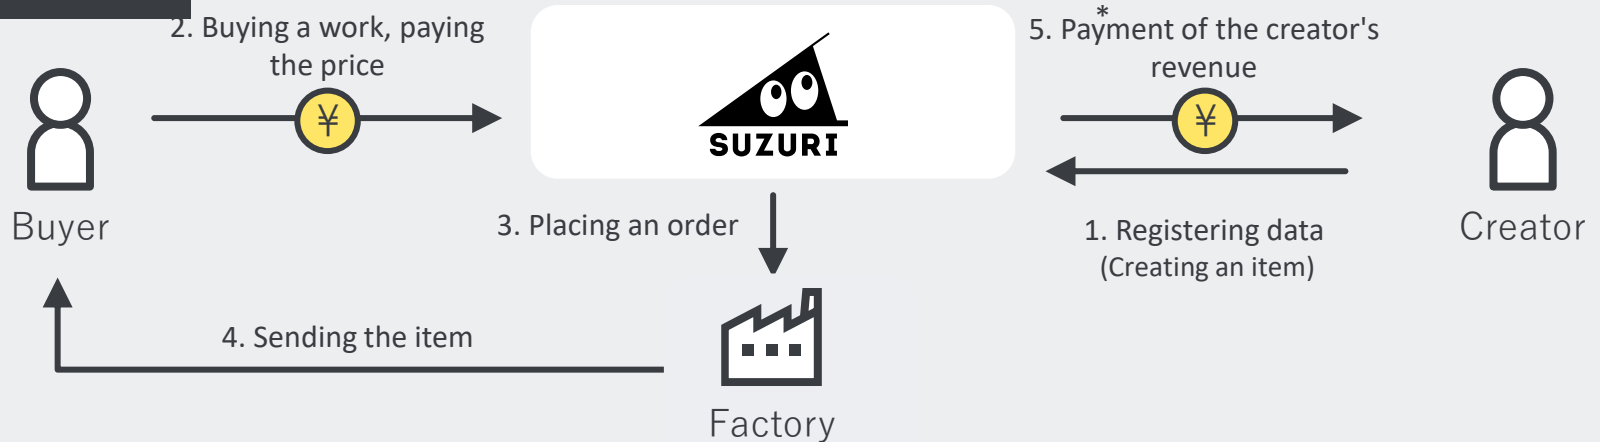 2. Buying a work, paying
the price
¥
SUZURI
*
5. Payment of the creator's
revenue
¥
Buyer
3. Placing an order
1. Registering data
(Creating an item)
Creator
4. Sending the item
Factory